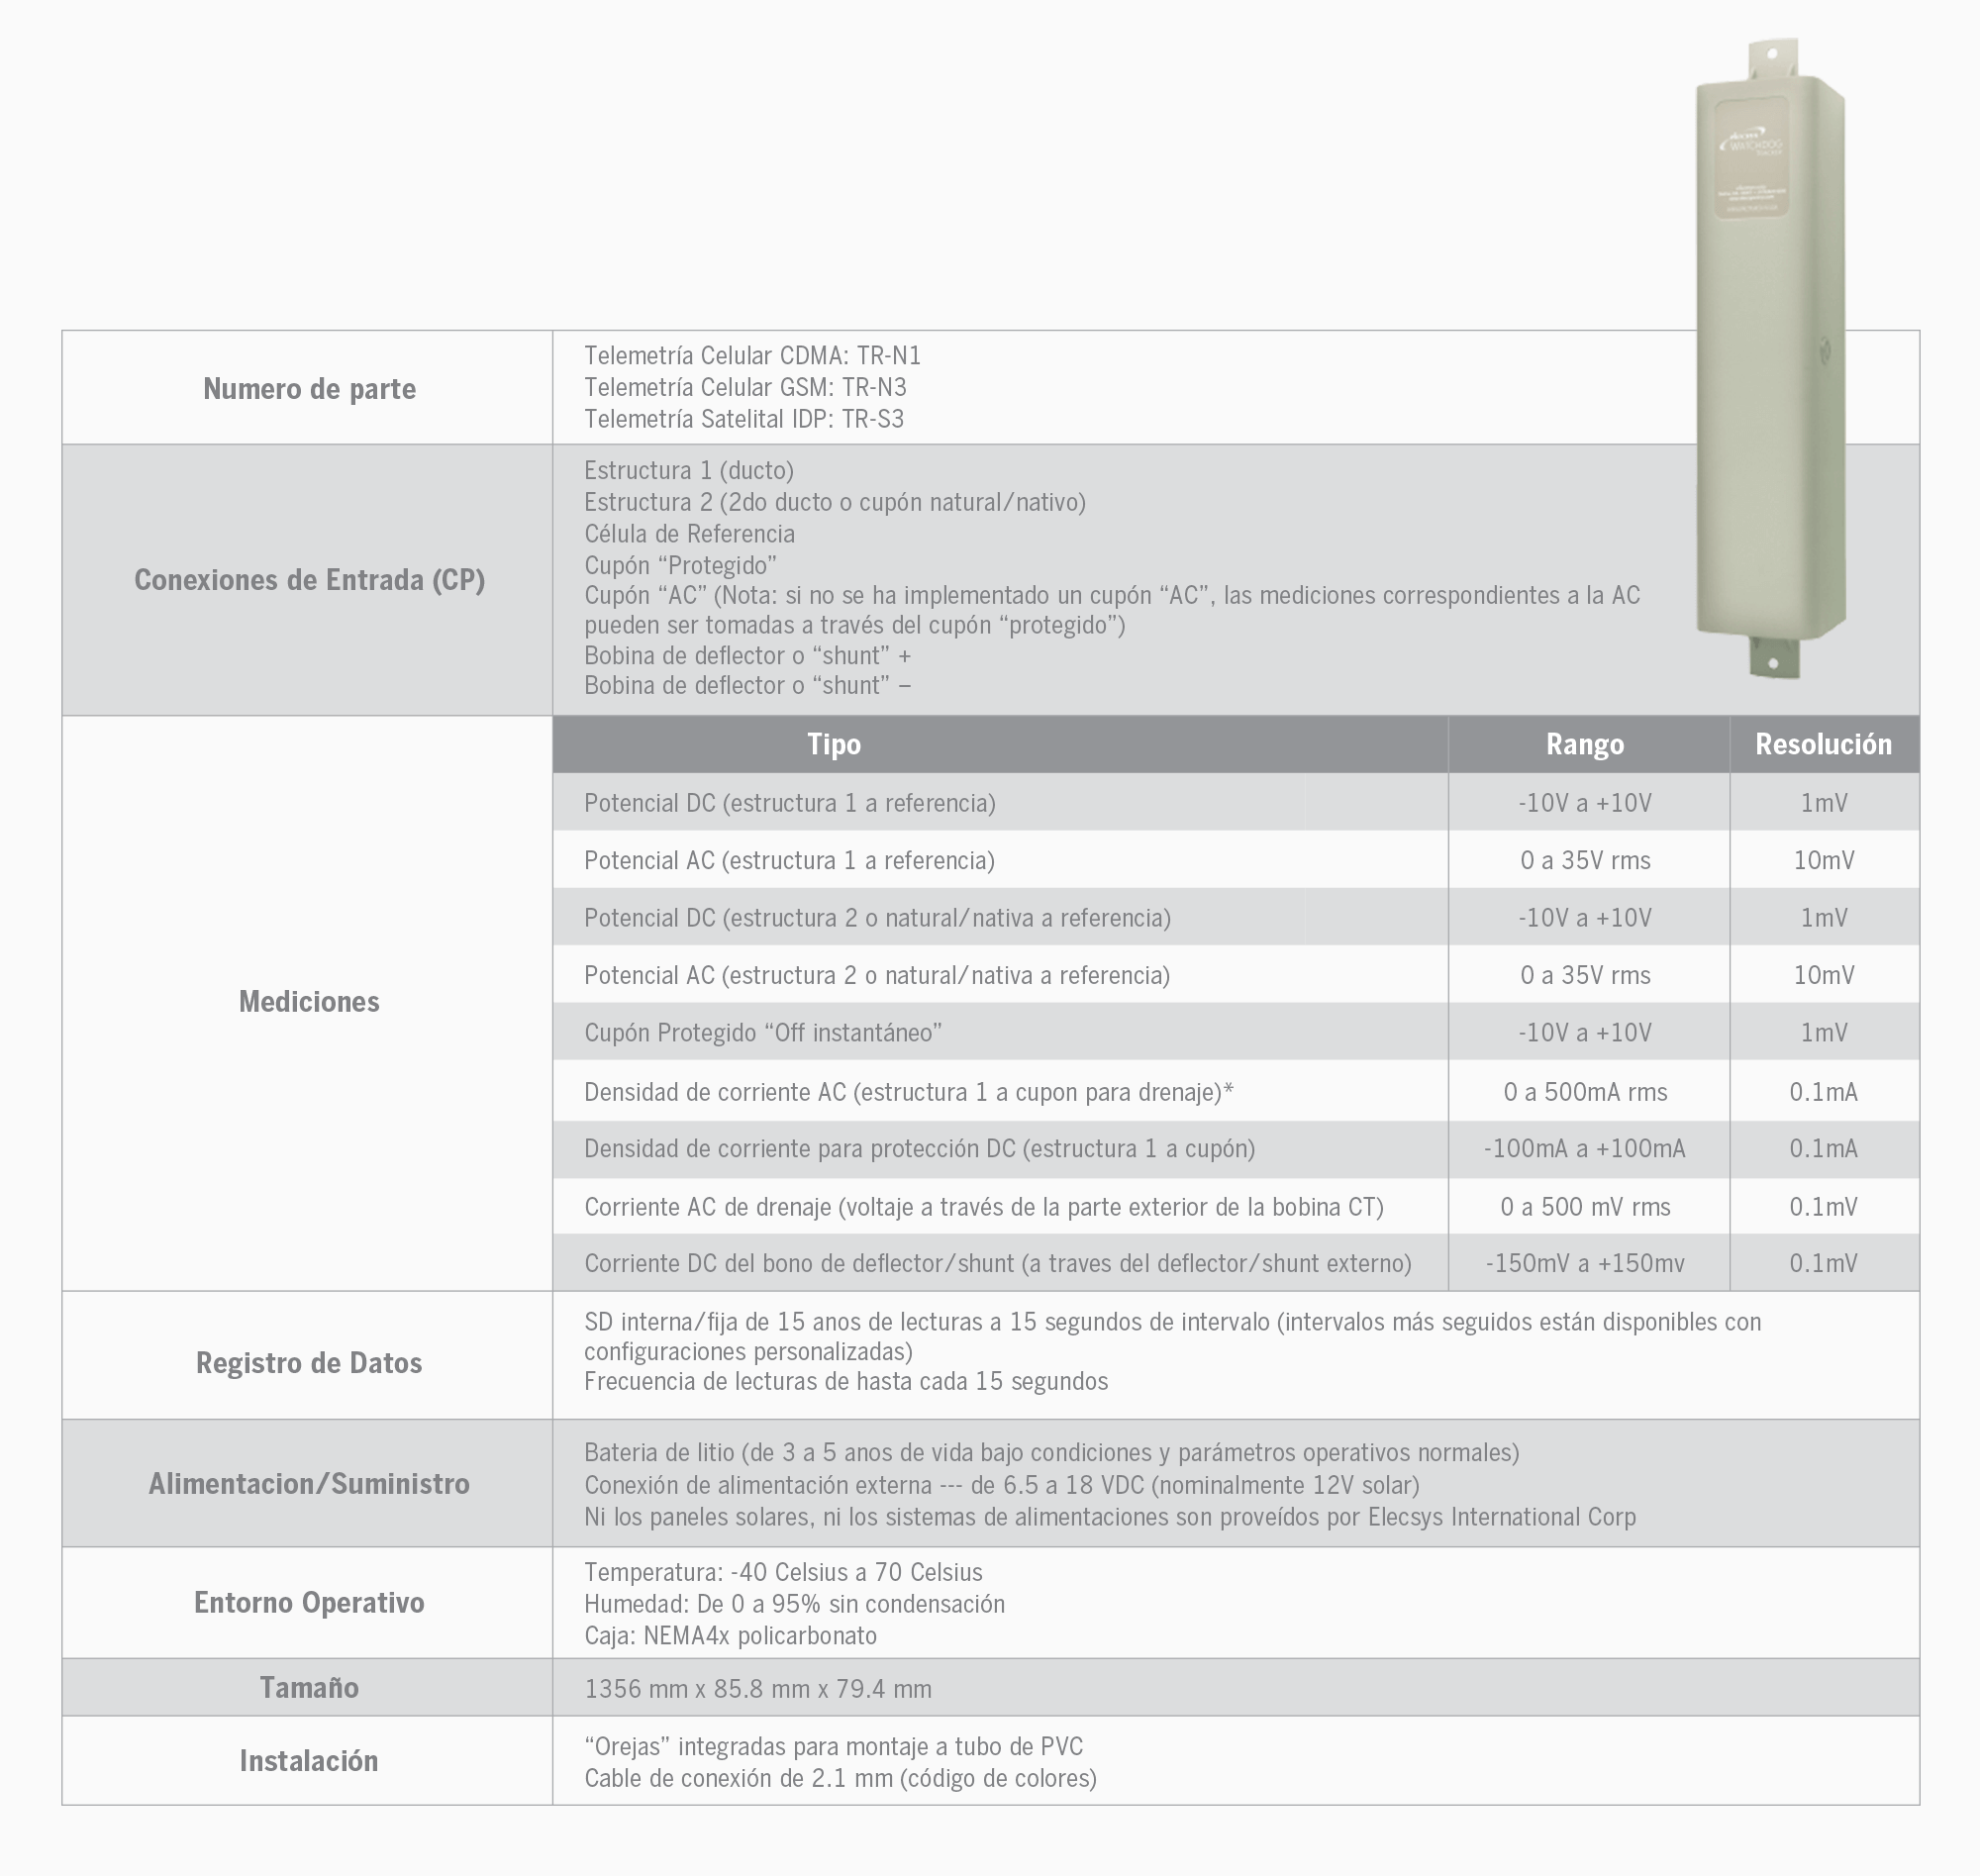 WATCHDOG
Numero de parte
Telemetría Celular CDMA: TR-N1
Telemetría Celular GSM: TR-N3
Telemetría Satelital IDP: TR-S3
Conexiones de Entrada (CP)
Estructura 1 (ducto)
Estructura 2 (2do ducto o cupón natural/nativo)
Célula de Referencia
Cupón “Protegido”
Cupón “AC” (Nota: si no se ha implementado un cupón “AC”, las mediciones correspondientes a la AC
pueden ser tomadas a través del cupón “protegido”)
Bobina de deflector o “shunt” +
Bobina de deflector o “shunt” –
Mediciones
Tipo Rango Resolución
Potencial DC (estructura 1 a referencia) -10V a +10V 1mV
Potencial AC (estructura 1 a referencia) 0 a 35V rms 10mV
Potencial DC (estructura 2 o natural/nativa a referencia) -10V a +10V 1mV
Potencial AC (estructura 2 o natural/nativa a referencia) 0 a 35V rms 10mV
Cupón Protegido “Off instantáneo” -10V a +10V 1mV
Densidad de corriente AC (estructura 1 a cupon para drenaje)* 0 a 500mA rms 0.1mA
Densidad de corriente para protección DC (estructura 1 a cupón) -100mA a +100mA 0.1mA
Corriente AC de drenaje (voltaje a través de la parte exterior de la bobina CT) 0 a 500 mV rms 0.1mV
Corriente DC del bono de deflector/shunt (a traves del deflector/shunt externo) -150mV a +150mv 0.1mV
Registro de Datos
SD interna/fija de 15 anos de lecturas a 15 segundos de intervalo (intervalos más seguidos están disponibles con
configuraciones personalizadas)
Frecuencia de lecturas de hasta cada 15 segundos
Alimentacion/Suministro
Bateria de litio (de 3 a 5 anos de vida bajo condiciones y parámetros operativos normales)
Conexión de alimentación externa --- de 6.5 a 18 VDC (nominalmente 12V solar)
Ni los paneles solares, ni los sistemas de alimentaciones son proveídos por Elecsys International Corp
Entorno Operativo
Temperatura: -40 Celsius a 70 Celsius
Humedad: De 0 a 95% sin condensación
Caja: NEMA4x policarbonato
Tamaño
1356 mm x 85.8 mm x 79.4 mm
Instalación
“Orejas” integradas para montaje a tubo de PVC
Cable de conexión de 2.1 mm (código de colores)